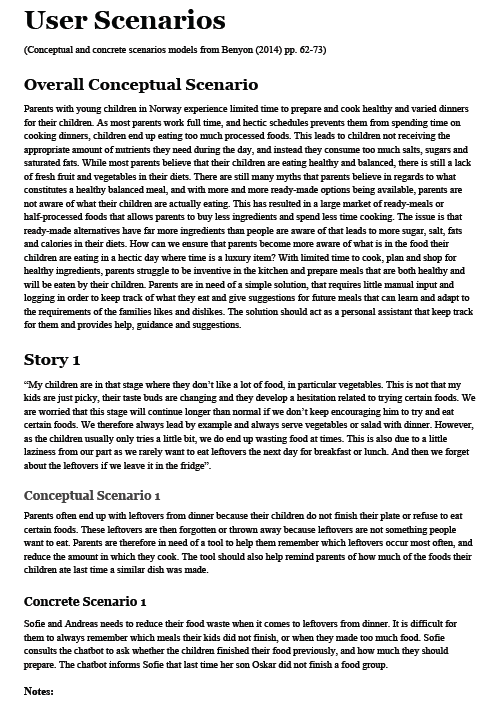 User Scenarios
(Conceptual and concrete scenarios models from Benyon (2014) pp. 62-73)
Overall Conceptual Scenario
Parents with young children in Norway experience limited time to prepare and cook healthy and varied dinners
for their children. As most parents work full time, and hectic schedules prevents them from spending time on
cooking dinners, children end up eating too much processed foods. This leads to children not receiving the
appropriate amount of nutrients they need during the day, and instead they consume too much salts, sugars and
saturated fats. While most parents believe that their children are eating healthy and balanced, there is still a lack
of fresh fruit and vegetables in their diets. There are still many myths that parents believe in regards to what
constitutes a healthy balanced meal, and with more and more ready-made options being available, parents are
not aware of what their children are actually eating. This has resulted in a large market of ready-meals or
half-processed foods that allows parents to buy less ingredients and spend less time cooking. The issue is that
ready-made alternatives have far more ingredients than people are aware of that leads to more sugar, salt, fats
and calories in their diets. How can we ensure that parents become more aware of what is in the food their
children are eating in a hectic day where time is a luxury item? With limited time to cook, plan and shop for
healthy ingredients, parents struggle to be inventive in the kitchen and prepare meals that are both healthy and
will be eaten by their children. Parents are in need of a simple solution, that requires little manual input and
logging in order to keep track of what they eat and give suggestions for future meals that can learn and adapt to
the requirements of the families likes and dislikes. The solution should act as a personal assistant that keep track
for them and provides help, guidance and suggestions.
Story 1
“My children are in that stage where they don’t like a lot of food, in particular vegetables. This is not that my
kids are just picky, their taste buds are changing and they develop a hesitation related to trying certain foods. We
are worried that this stage will continue longer than normal if we don’t keep encouraging him to try and eat
certain foods. We therefore always lead by example and always serve vegetables or salad with dinner. However,
as the children usually only tries a little bit, we do end up wasting food at times. This is also due to a little
laziness from our part as we rarely want to eat leftovers the next day for breakfast or lunch. And then we forget
about the leftovers if we leave it in the fridge”.
Conceptual Scenario 1
Parents often end up with leftovers from dinner because their children do not finish their plate or refuse to eat
certain foods. These leftovers are then forgotten or thrown away because leftovers are not something people
want to eat. Parents are therefore in need of a tool to help them remember which leftovers occur most often, and
reduce the amount in which they cook. The tool should also help remind parents of how much of the foods their
children ate last time a similar dish was made.
Concrete Scenario 1
Sofie and Andreas needs to reduce their food waste when it comes to leftovers from dinner. It is difficult for
them to always remember which meals their kids did not finish, or when they made too much food. Sofie
consults the chatbot to ask whether the children finished their food previously, and how much they should
prepare. The chatbot informs Sofie that last time her son Oskar did not finish a food group.
Notes: